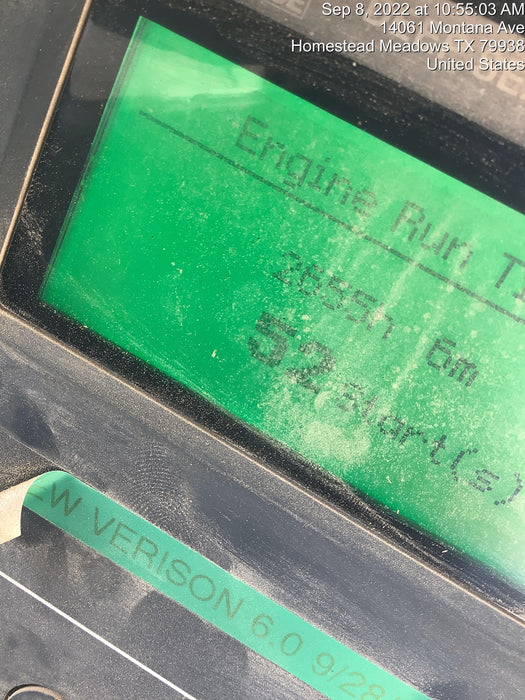 Sep 8, 2022 at 10:55:03 AM
14061 Montana Ave
Homestead Meadows TX 79938
United States
Engine Run
2655h 6m
52 Start(s)
EW VERISON 6.0 9/28